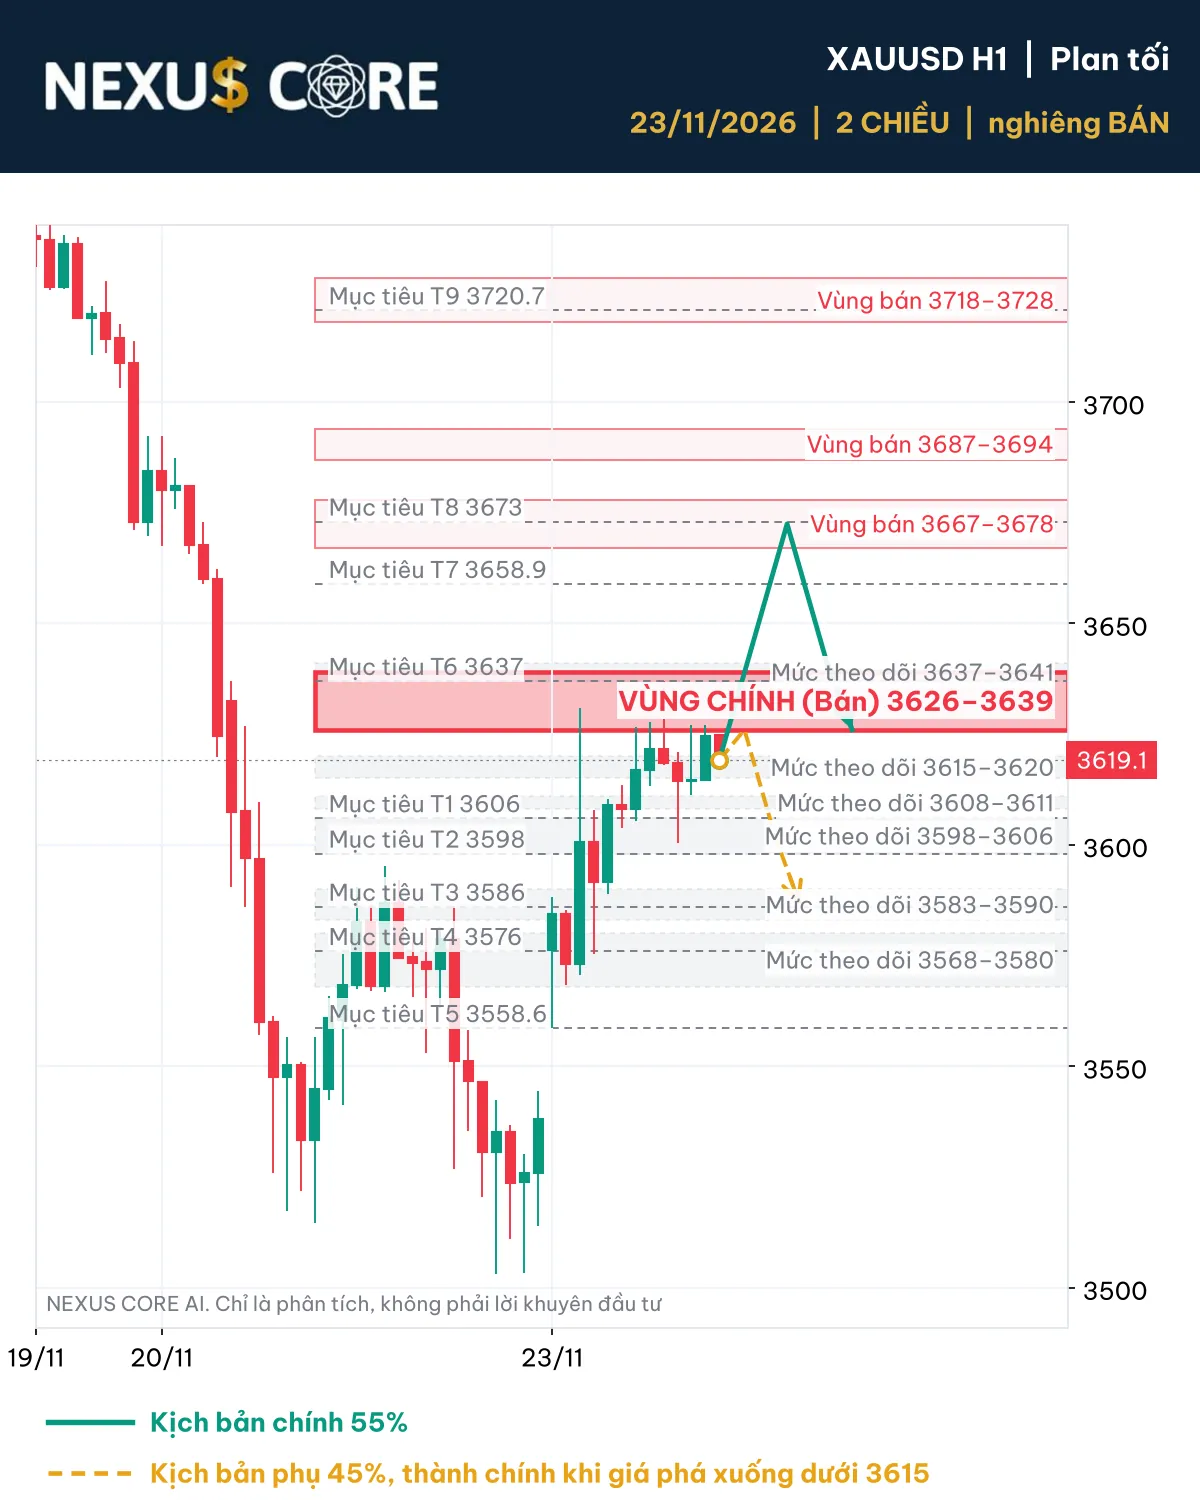 NEXU$ CORE
XAUUSD H1 | Plan tối
23/11/2026 | 2 CHIỀU | nghiêng BÁN
Mục tiêu T9 3720.7
Vùng bán 3718–3728
3700
Vùng bán 3687–3694
Mục tiêu T8 3673
Vùng bán 3667–3678
Mục tiêu T7 3658.9
3650
Mục tiêu T6 3637
Mức theo dõi 3637–3641
VÙNG CHÍNH (Bán) 3626–3639
3619.1
Mức theo dõi 3615–3620
Mục tiêu T1 3606
Mức theo dõi 3608–3611
Mục tiêu T2 3598
Mức theo dõi 3598–3606
3600
Mục tiêu T3 3586
Mức theo dõi 3583–3590
Mục tiêu T4 3576
Mức theo dõi 3568–3580
Mục tiêu T5 3558.6
3550
3500
NEXUS CORE AI. Chỉ là phân tích, không phải lời khuyên đầu tư
19/11
20/11
23/11
Kịch bản chính 55%
Kịch bản phụ 45%, thành chính khi giá phá xuống dưới 3615